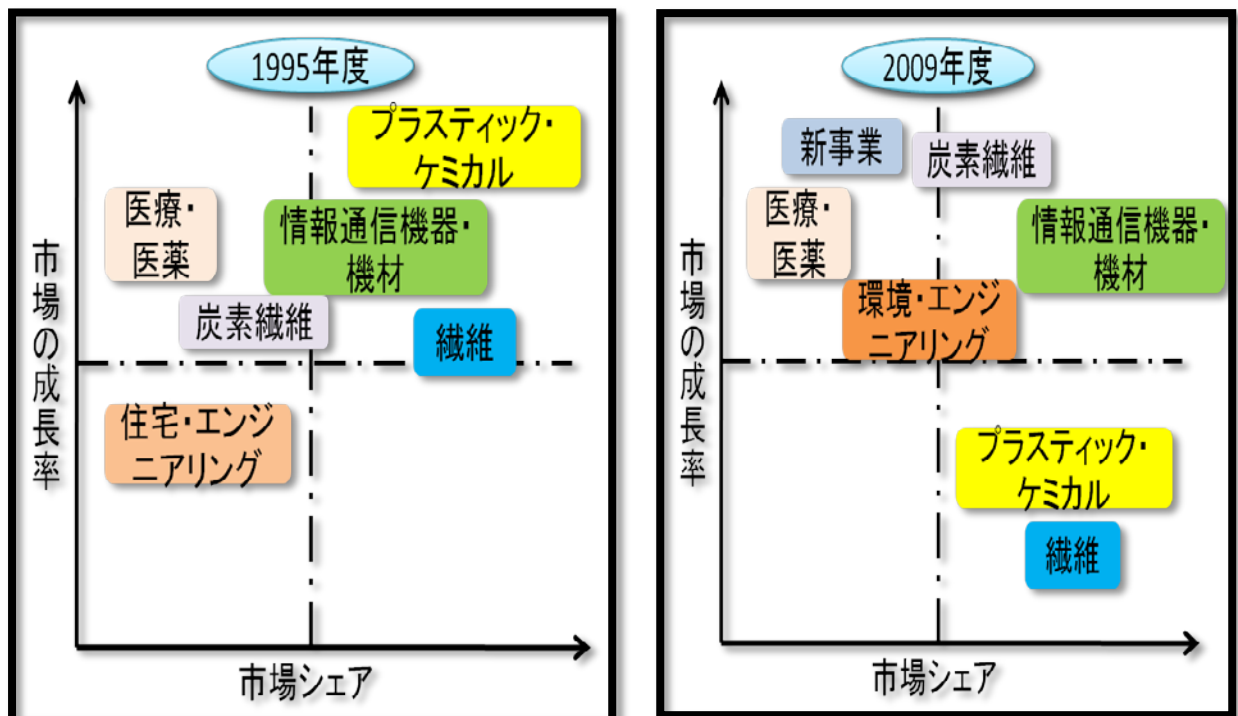 1995年度
プラスティック・
ケミカル
医療・
医薬
情報通信機器・
機材
炭素繊維
繊維
住宅・エンジ
ニアリング
市場の成長率
市場シェア
2009年度
新事業
炭素繊維
医療・
医薬
情報通信機器・
機材
環境・エンジ
ニアリング
プラスティック・
ケミカル
繊維
市場の成長率
市場シェア